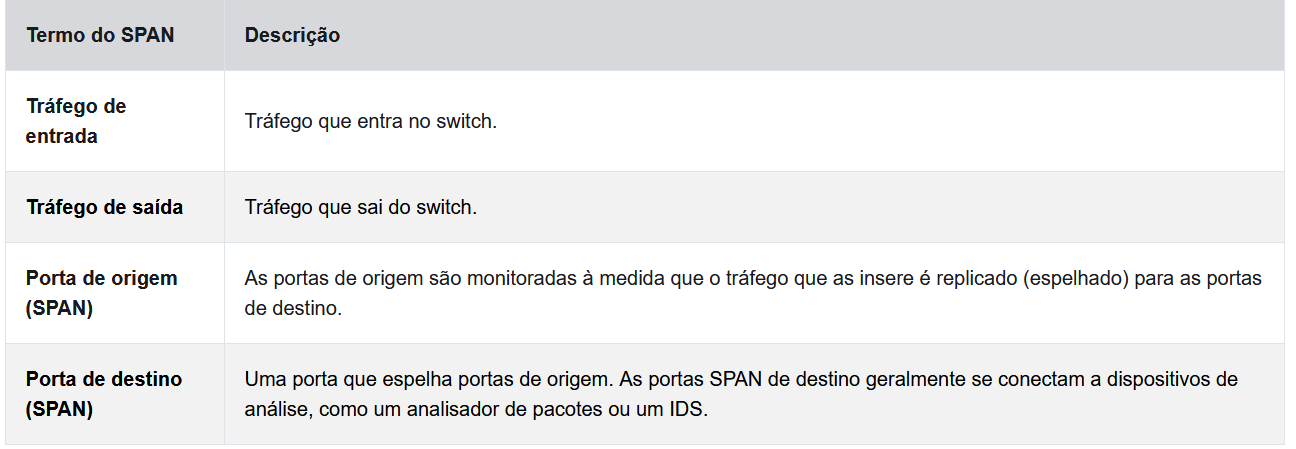 Termo do SPAN
Descrição
Tráfego de
entrada
Tráfego que entra no switch.
Tráfego de saída
Tráfego que sai do switch.
Porta de origem
(SPAN)
As portas de origem são monitoradas à medida que o tráfego que as insere é replicado (espelhado) para as portas
de destino.
Porta de destino
(SPAN)
Uma porta que espelha portas de origem. As portas SPAN de destino geralmente se conectam a dispositivos de
análise, como um analisador de pacotes ou um IDS.